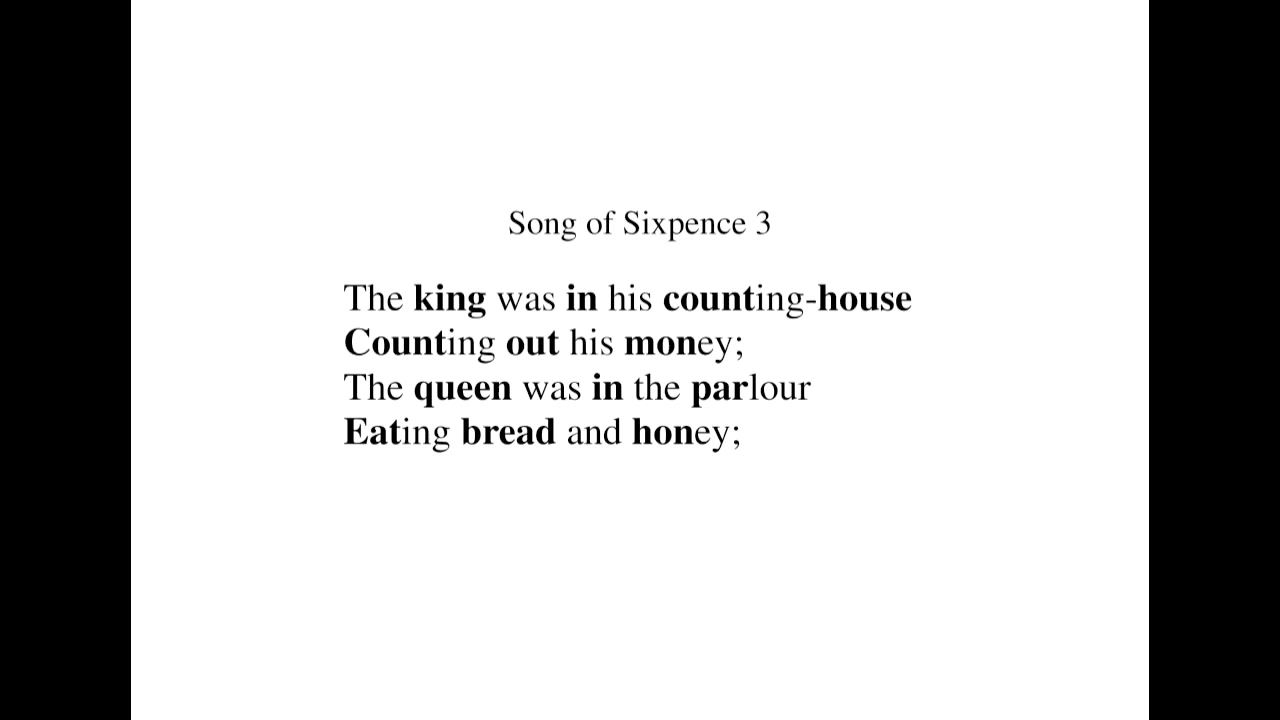 Song of Sixpence 3
The king was in his counting-house
Counting out his money;
The queen was in the parlour
Eating bread and honey;